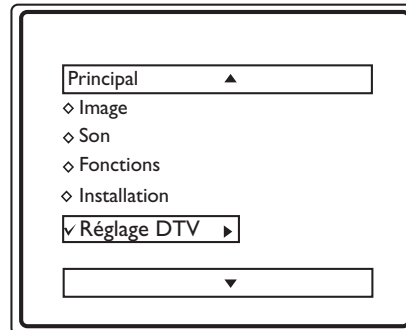 Principal
Image
Son
Fonctions
Installation
Réglage DTV